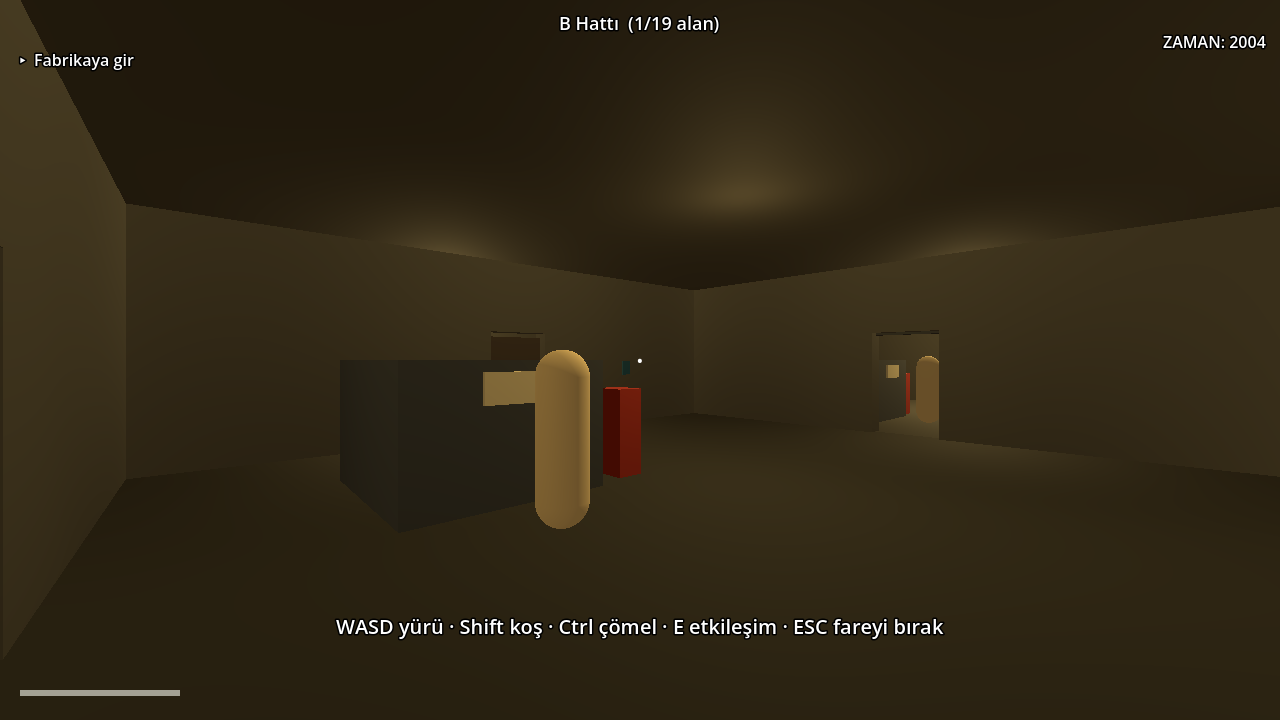 B Hattı (1/19 alan)
ZAMAN: 2004
▸ Fabrikaya gir
WASD yürü · Shift koş · Ctrl çömel · E etkileşim · ESC fareyi bırak